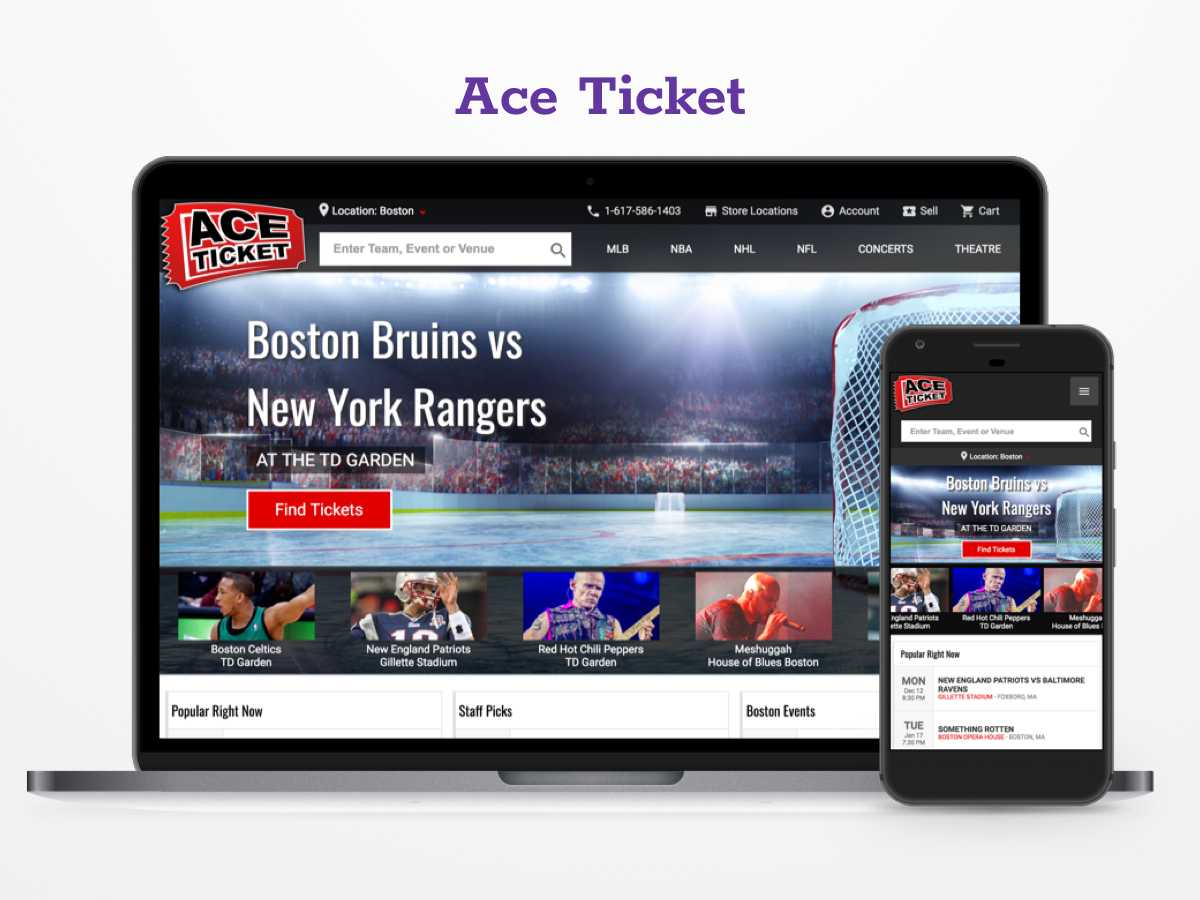 Ace Ticket
ACE
TICKET
Location: Boston
1-617-586-1403
Store Locations
Account
Sell
Cart
Enter Team, Event or Venue
MLB
NBA
NHL
NFL
CONCERTS
THEATRE
Boston Bruins vs
New York Rangers
AT THE TD GARDEN
Find Tickets
Boston Celtics
TD Garden
New England Patriots
Gillette Stadium
Red Hot Chili Peppers
TD Garden
Meshuggah
House of Blues Boston
Popular Right Now
Staff Picks
Boston Events
ACE
TICKET
Enter Team, Event or Venue
Location: Boston
Boston Bruins vs
New York Rangers
AT THE TD GARDEN
Find Tickets
ngland Patriots
ette Stadium
Red Hot Chili Peppers
TD Garden
Meshugga
House of Blues
Popular Right Now
MON
Dec 12
8:30 PM
NEW ENGLAND PATRIOTS VS BALTIMORE
RAVENS
GILLETTE STADIUM - FOXBORO, MA
TUE
Jan 17
7:30 PM
SOMETHING ROTTEN
BOSTON OPERA HOUSE - BOSTON, MA